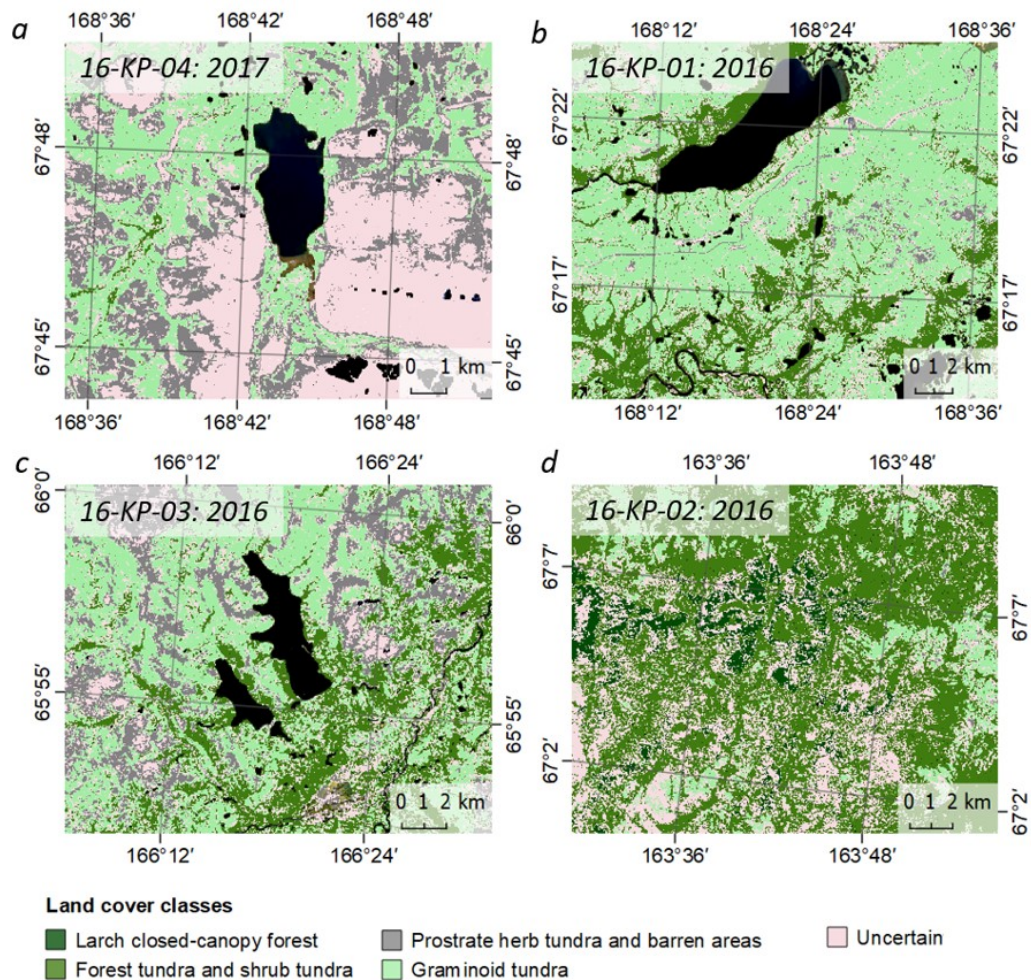 168°36′ 168°42′ 168°48′
168°12′ 168°24′ 168°36′
a
b
16-KP-04: 2017
16-KP-01: 2016
67°48′
67°48′
67°22′
67°22′
67°45′
67°45′
67°17′
67°17′
0 1 km
0 1 2 km
168°36′ 168°42′ 168°48′
168°12′ 168°24′ 168°36′
c
166°12′ 166°24′
d
163°36′ 163°48′
66°0′
66°0′
16-KP-03: 2016
16-KP-02: 2016
67°7′
67°7′
65°55′
65°55′
67°2′
67°2′
0 1 2 km
0 1 2 km
166°12′ 166°24′
163°36′ 163°48′
Land cover classes
Larch closed-canopy forest
Prostrate herb tundra and barren areas
Uncertain
Forest tundra and shrub tundra
Graminoid tundra